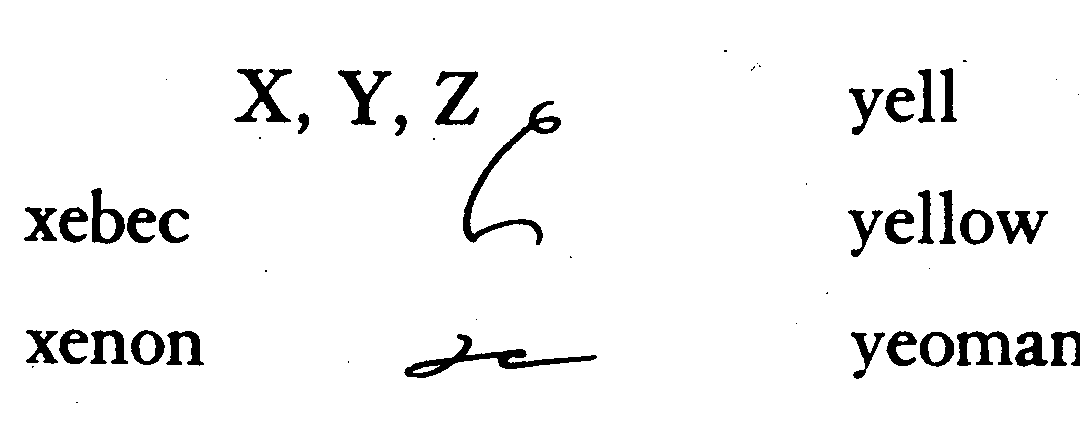 X, Y, Z
xebec
xenon
yell
yellow
yeoman